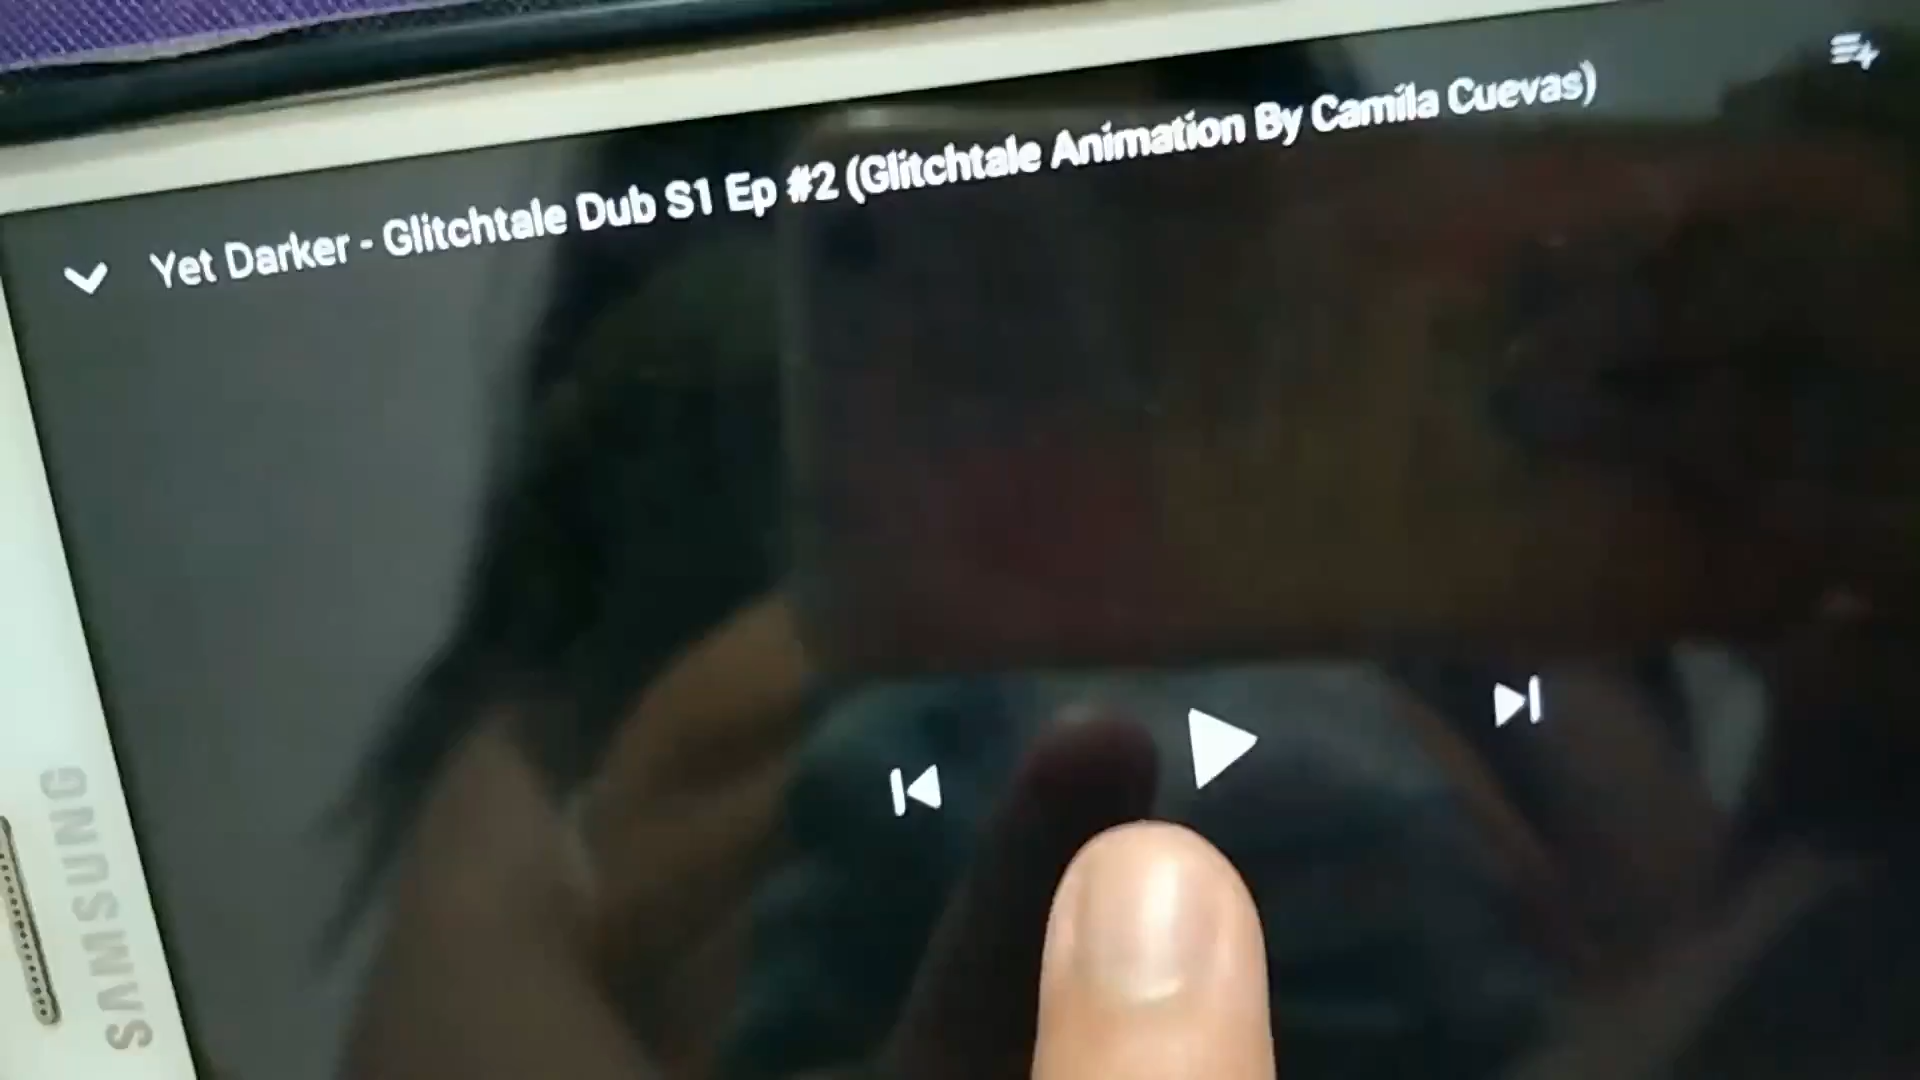 Yet Darker - Glitchtale Dub S1 Ep #2 (Glitchtale Animation By Camila Cuevas)
SAMSUNG